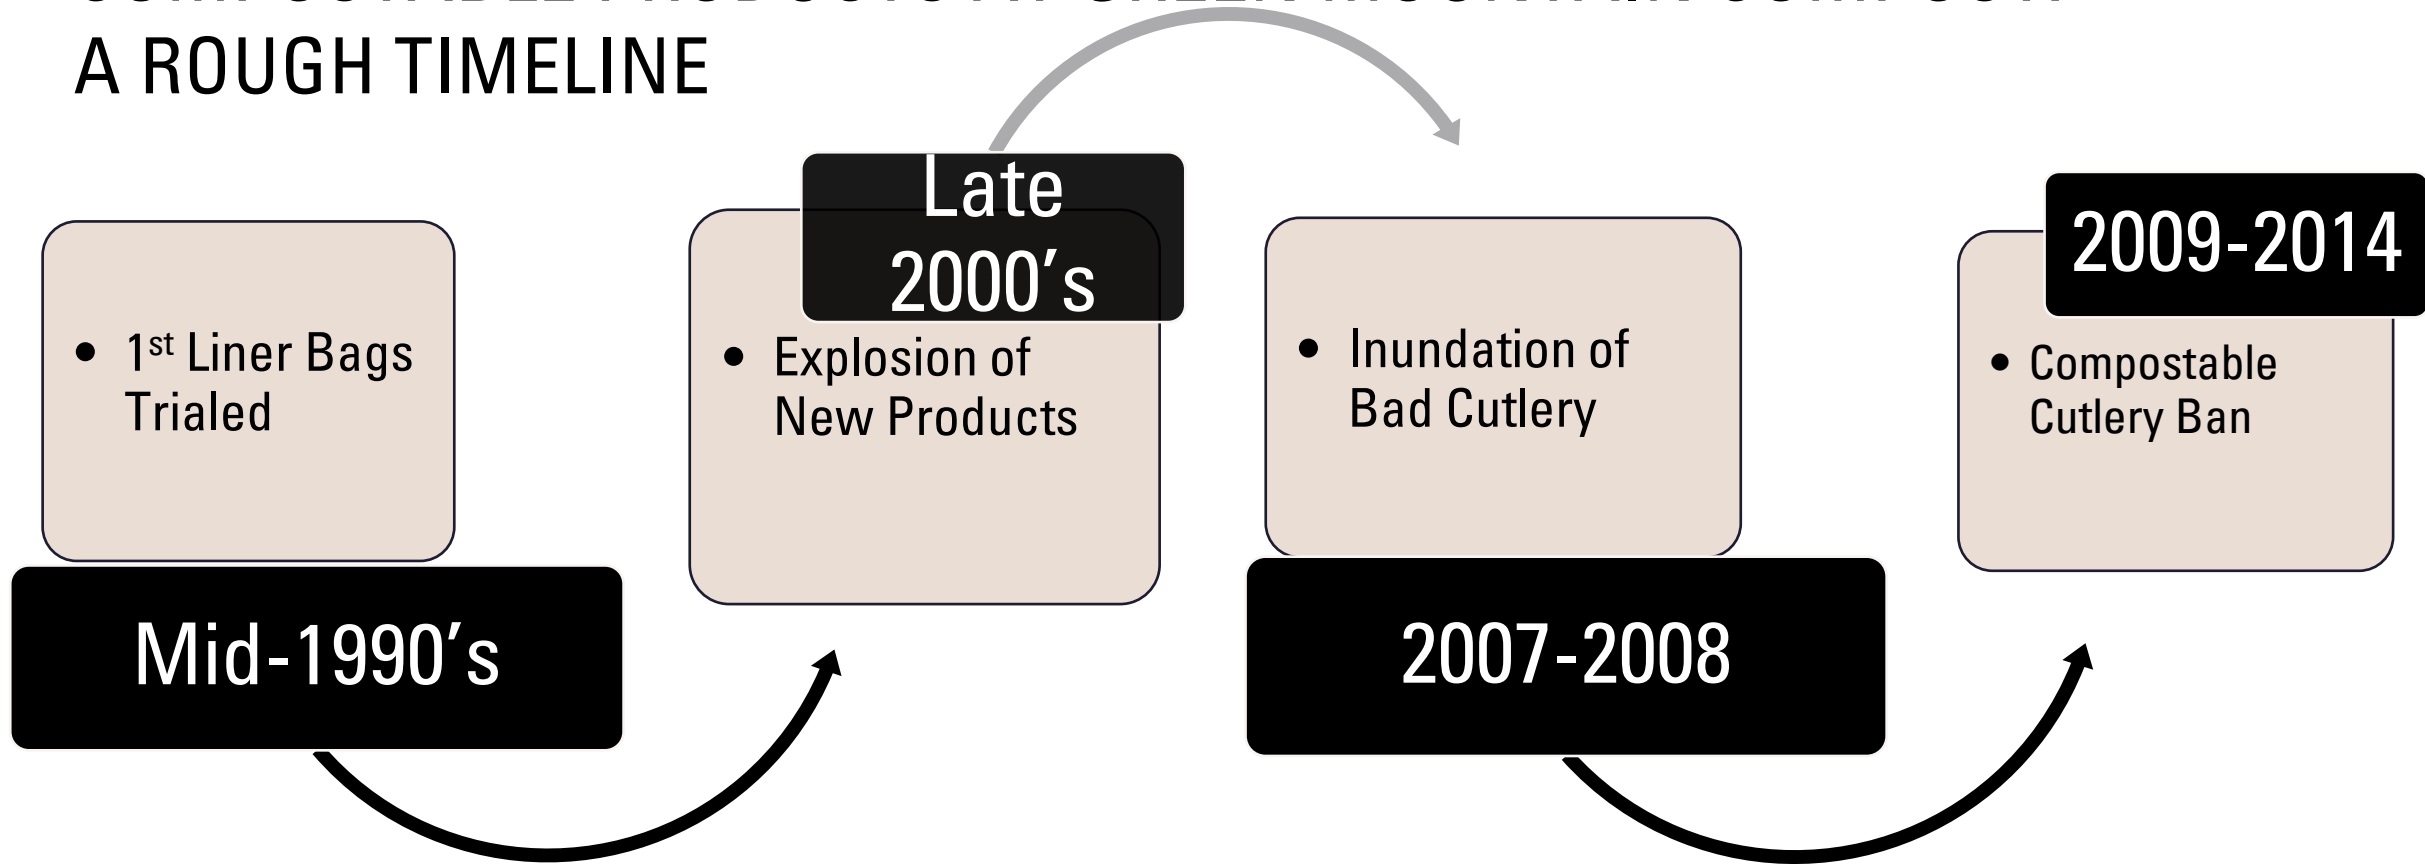 A ROUGH TIMELINE
Late
2000's
2009-2014
• 1st Liner Bags
Trialed
• Explosion of
New Products
• Inundation of
Bad Cutlery
• Compostable
Cutlery Ban
Mid-1990's
2007-2008